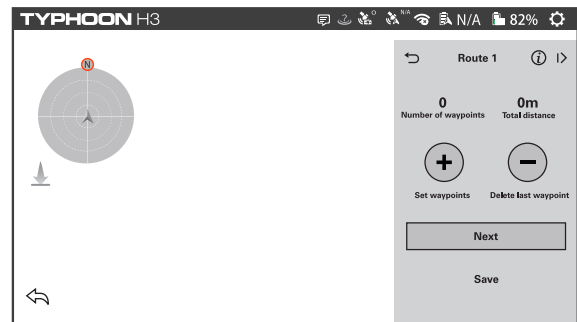 TYPHOON H3
N/A
N/A
82%
N
Route 1
0
0m
Number of waypoints
Total distance
Set waypoints
Delete last waypoint
Next
Save